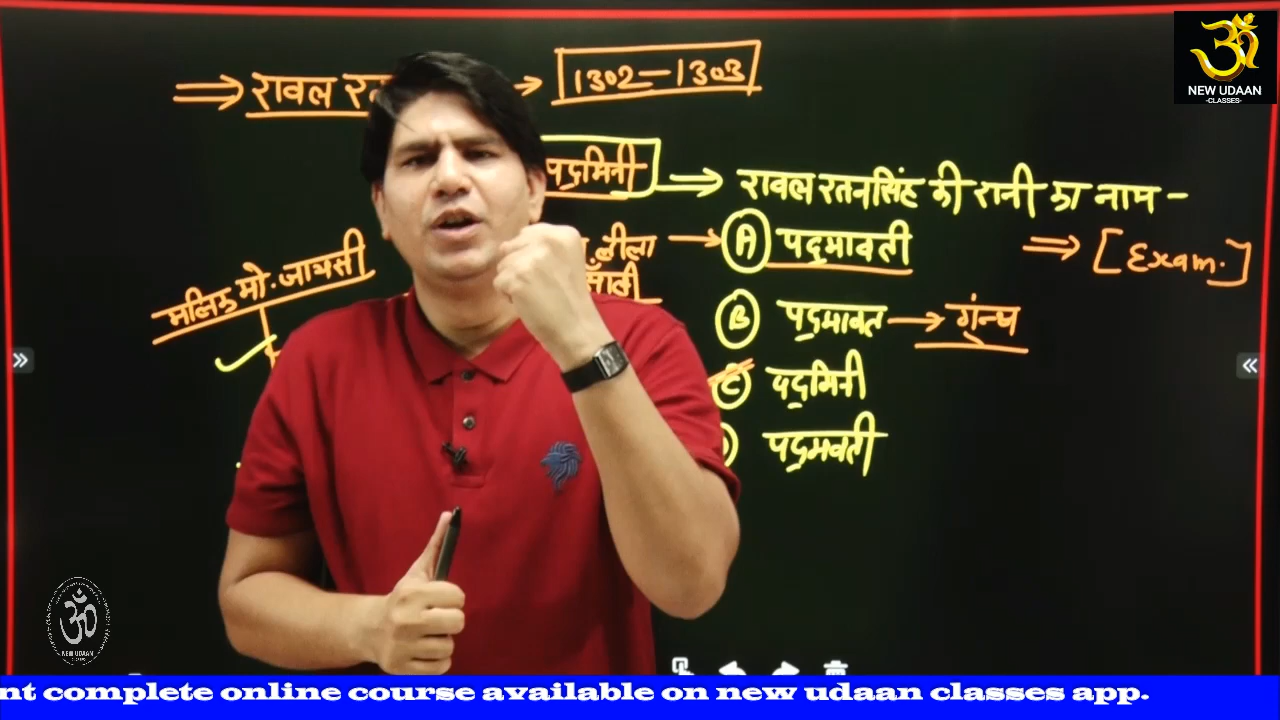 ⇒ रावल → 1302 – 1303
पद्मिनी ⇒ रावल रतनसिंह की रानी का नाम -
लीला → (A) पद्मावती ⇒ [Exam.]
मलिक मो. जायसी
(B) पद्मावत → ग्रंन्थ
(C) पद्मिनी
पद्मवती
ॐ
NEW UDAAN
-CLASSES-
ॐ
NEW UDAAN
nt complete online course available on new udaan classes app.